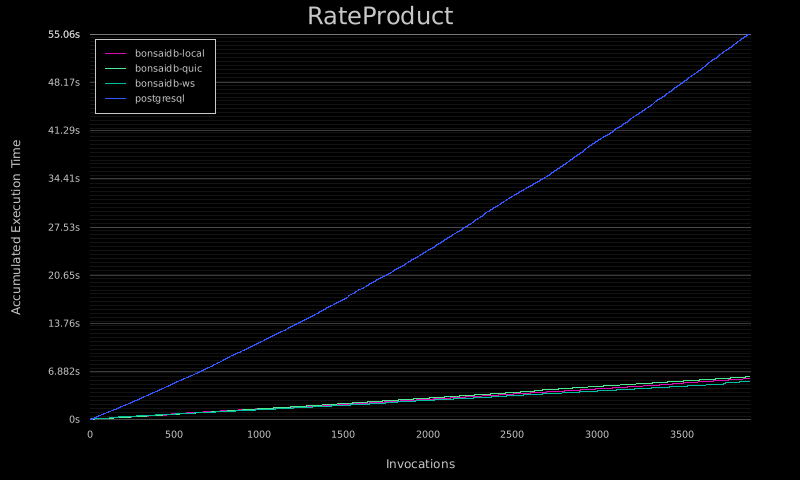 RateProduct
55.06s
48.17s
41.29s
34.41s
27.53s
20.65s
13.76s
6.882s
0s
bonsaidb-local
bonsaidb-quic
bonsaidb-ws
postgresql
Accumulated Execution Time
0 500 1000 1500 2000 2500 3000 3500
Invocations